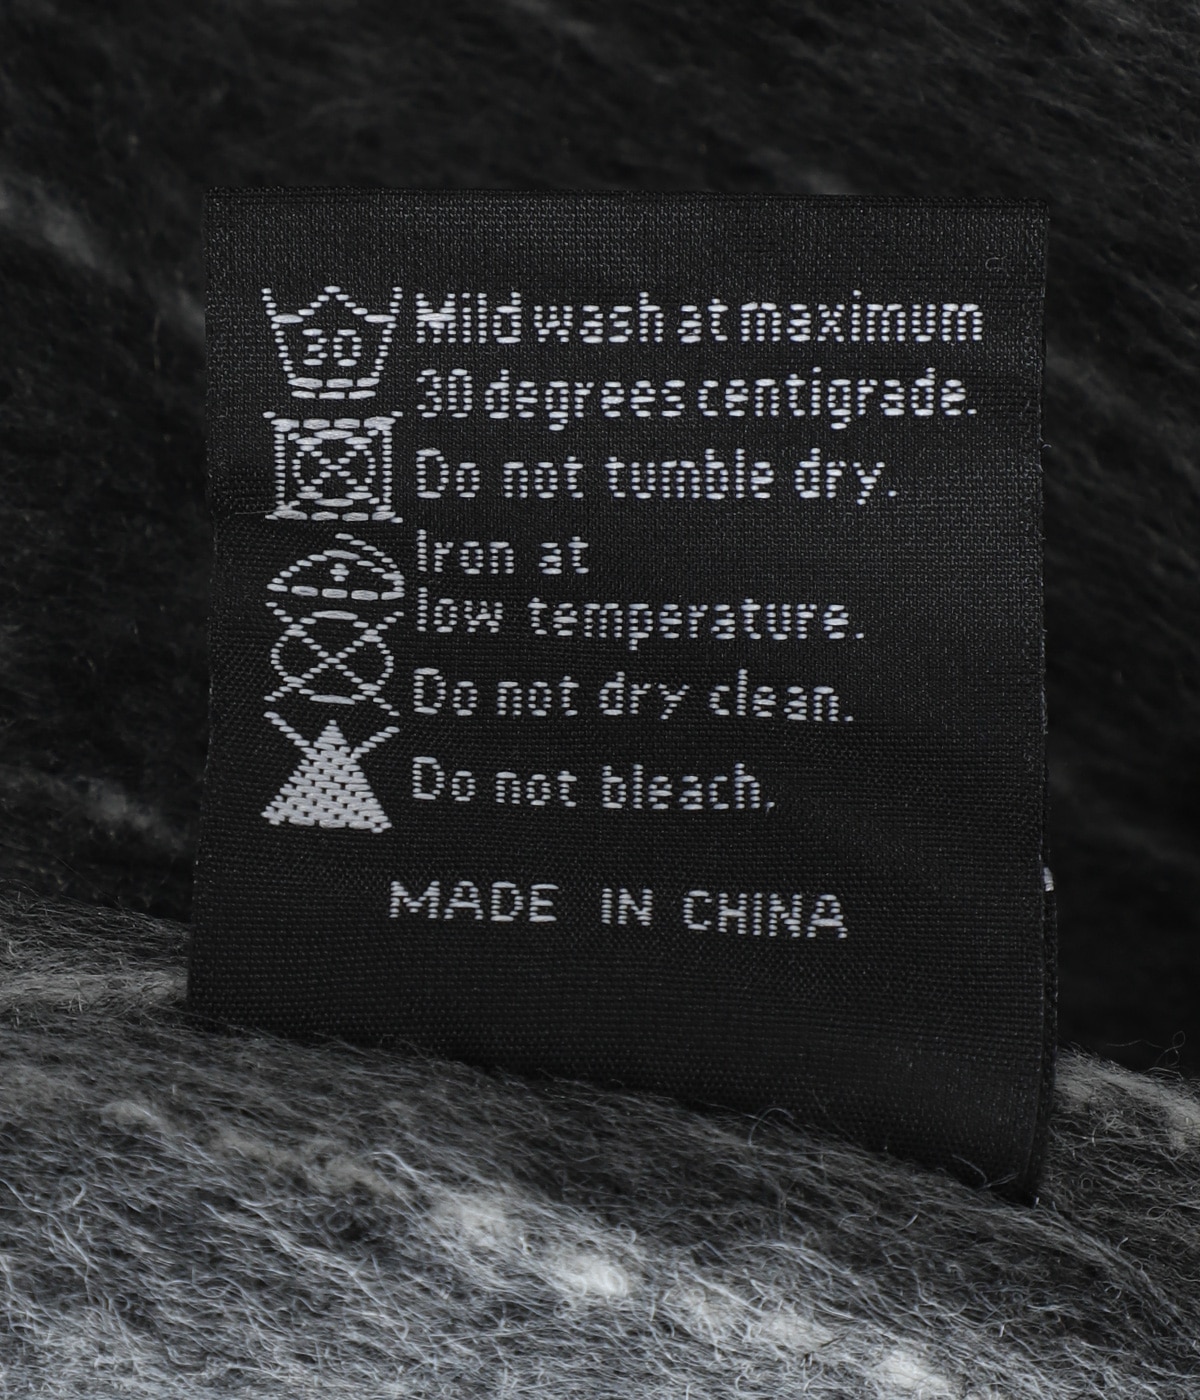 30
Mild wash at maximum
30 degrees centigrade.
Do not tumble dry.
Iron at
low temperature.
Do not dry clean.
Do not bleach.
MADE IN CHINA